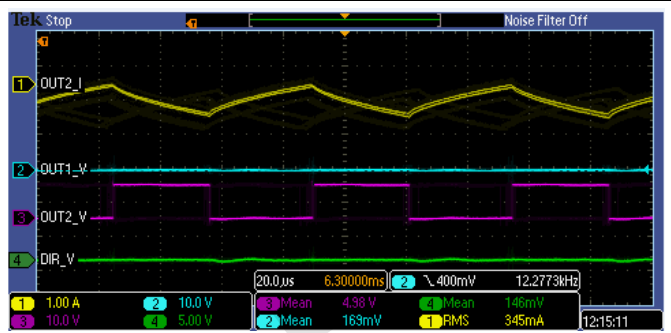 Tek Stop Noise Filter Off
1 OUT2_I
2 OUT1_V
3 OUT2_V
4 DIR_V
20.0µs 6.30000ms 2 400mV 12.2773kHz
1 1.00 A 2 10.0 V 3 Mean 4.98 V 4 Mean 146mV
3 10.0 V 4 5.00 V 2 Mean 169mV 1 RMS 345mA 12:15:11